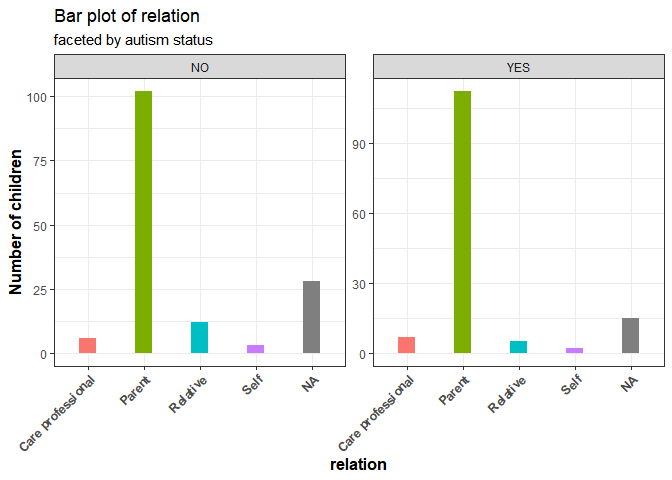 Bar plot of relation
faceted by autism status
NO
YES
Number of children
100
75
50
25
0
90
60
30
0
Care professional
Parent
Relative
Self
NA
Care professional
Parent
Relative
Self
NA
relation